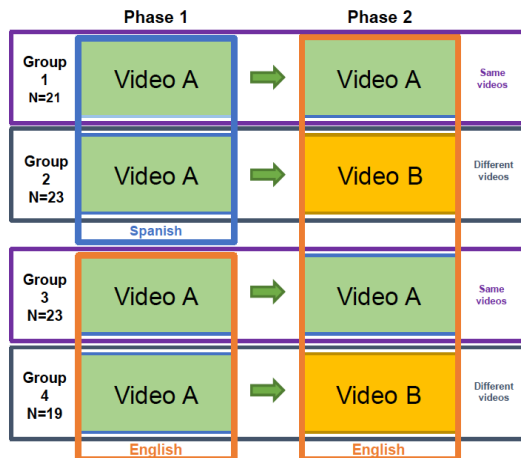 Phase 1
Phase 2
Group
1
N=21
Video A
Video A
Same
videos
Group
2
N=23
Video A
Video B
Different
videos
Spanish
Group
3
N=23
Video A
Video A
Same
videos
Group
4
N=19
Video A
Video B
Different
videos
English
English